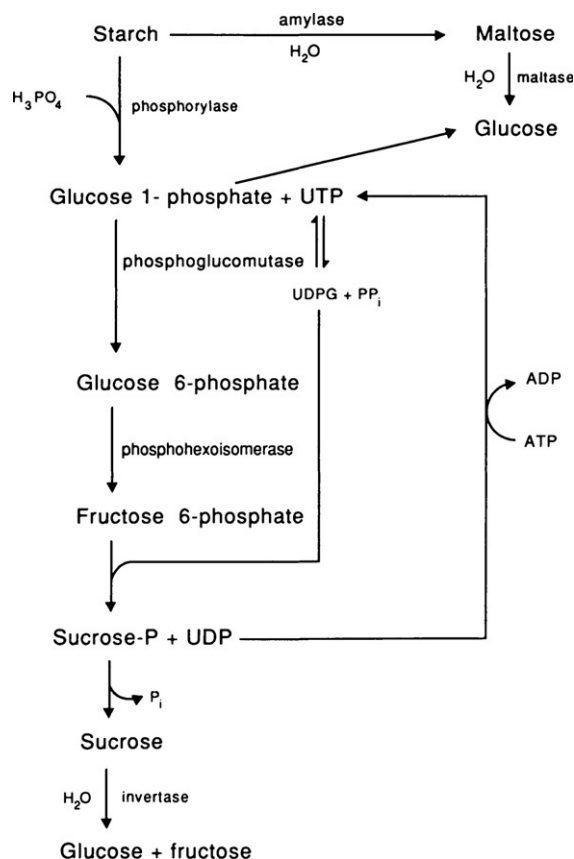 Starch
amylase
H₂O
Maltose
H₃PO₄
phosphorylase
H₂O
maltase
Glucose
Glucose 1- phosphate + UTP
phosphoglucomutase
UDPG + PPᵢ
Glucose 6-phosphate
ADP
phosphohexoisomerase
ATP
Fructose 6-phosphate
Sucrose-P + UDP
Pᵢ
Sucrose
H₂O
invertase
Glucose + fructose